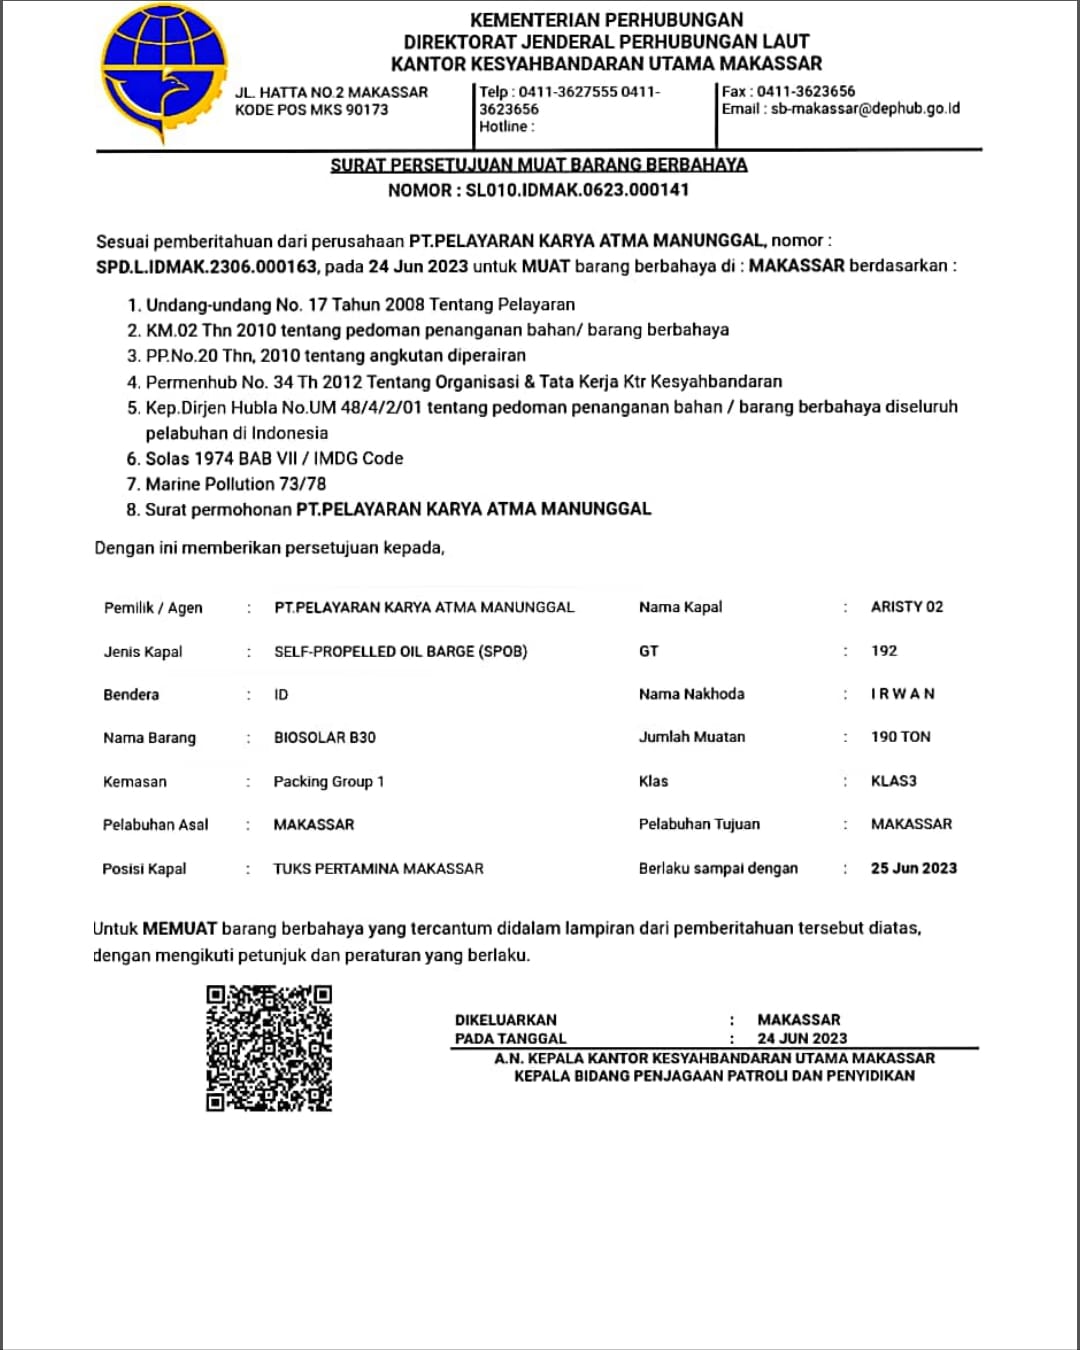 KEMENTERIAN PERHUBUNGAN
DIREKTORAT JENDERAL PERHUBUNGAN LAUT
KANTOR KESYAHBANDARAN UTAMA MAKASSAR
JL. HATTA NO.2 MAKASSAR
KODE POS MKS 90173
Telp : 0411-3627555 0411-
3623656
Hotline :
Fax : 0411-3623656
Email : sb-makassar@dephub.go.id
SURAT PERSETUJUAN MUAT BARANG BERBAHAYA
NOMOR : SL010.IDMAK.0623.000141
Sesuai pemberitahuan dari perusahaan PT.PELAYARAN KARYA ATMA MANUNGGAL, nomor :
SPD.L.IDMAK.2306.000163, pada 24 Jun 2023 untuk MUAT barang berbahaya di : MAKASSAR berdasarkan :
1. Undang-undang No. 17 Tahun 2008 Tentang Pelayaran
2. KM.02 Thn 2010 tentang pedoman penanganan bahan/ barang berbahaya
3. PP.No.20 Thn, 2010 tentang angkutan diperairan
4. Permenhub No. 34 Th 2012 Tentang Organisasi & Tata Kerja Ktr Kesyahbandaran
5. Kep.Dirjen Hubla No.UM 48/4/2/01 tentang pedoman penanganan bahan / barang berbahaya diseluruh
pelabuhan di Indonesia
6. Solas 1974 BAB VII / IMDG Code
7. Marine Pollution 73/78
8. Surat permohonan PT.PELAYARAN KARYA ATMA MANUNGGAL
Dengan ini memberikan persetujuan kepada,
Pemilik / Agen : PT.PELAYARAN KARYA ATMA MANUNGGAL Nama Kapal : ARISTY 02
Jenis Kapal : SELF-PROPELLED OIL BARGE (SPOB) GT : 192
Bendera : ID Nama Nakhoda : I R W A N
Nama Barang : BIOSOLAR B30 Jumlah Muatan : 190 TON
Kemasan : Packing Group 1 Klas : KLAS3
Pelabuhan Asal : MAKASSAR Pelabuhan Tujuan : MAKASSAR
Posisi Kapal : TUKS PERTAMINA MAKASSAR Berlaku sampai dengan : 25 Jun 2023
Untuk MEMUAT barang berbahaya yang tercantum didalam lampiran dari pemberitahuan tersebut diatas,
dengan mengikuti petunjuk dan peraturan yang berlaku.
DIKELUARKAN : MAKASSAR
PADA TANGGAL : 24 JUN 2023
A.N. KEPALA KANTOR KESYAHBANDARAN UTAMA MAKASSAR
KEPALA BIDANG PENJAGAAN PATROLI DAN PENYIDIKAN